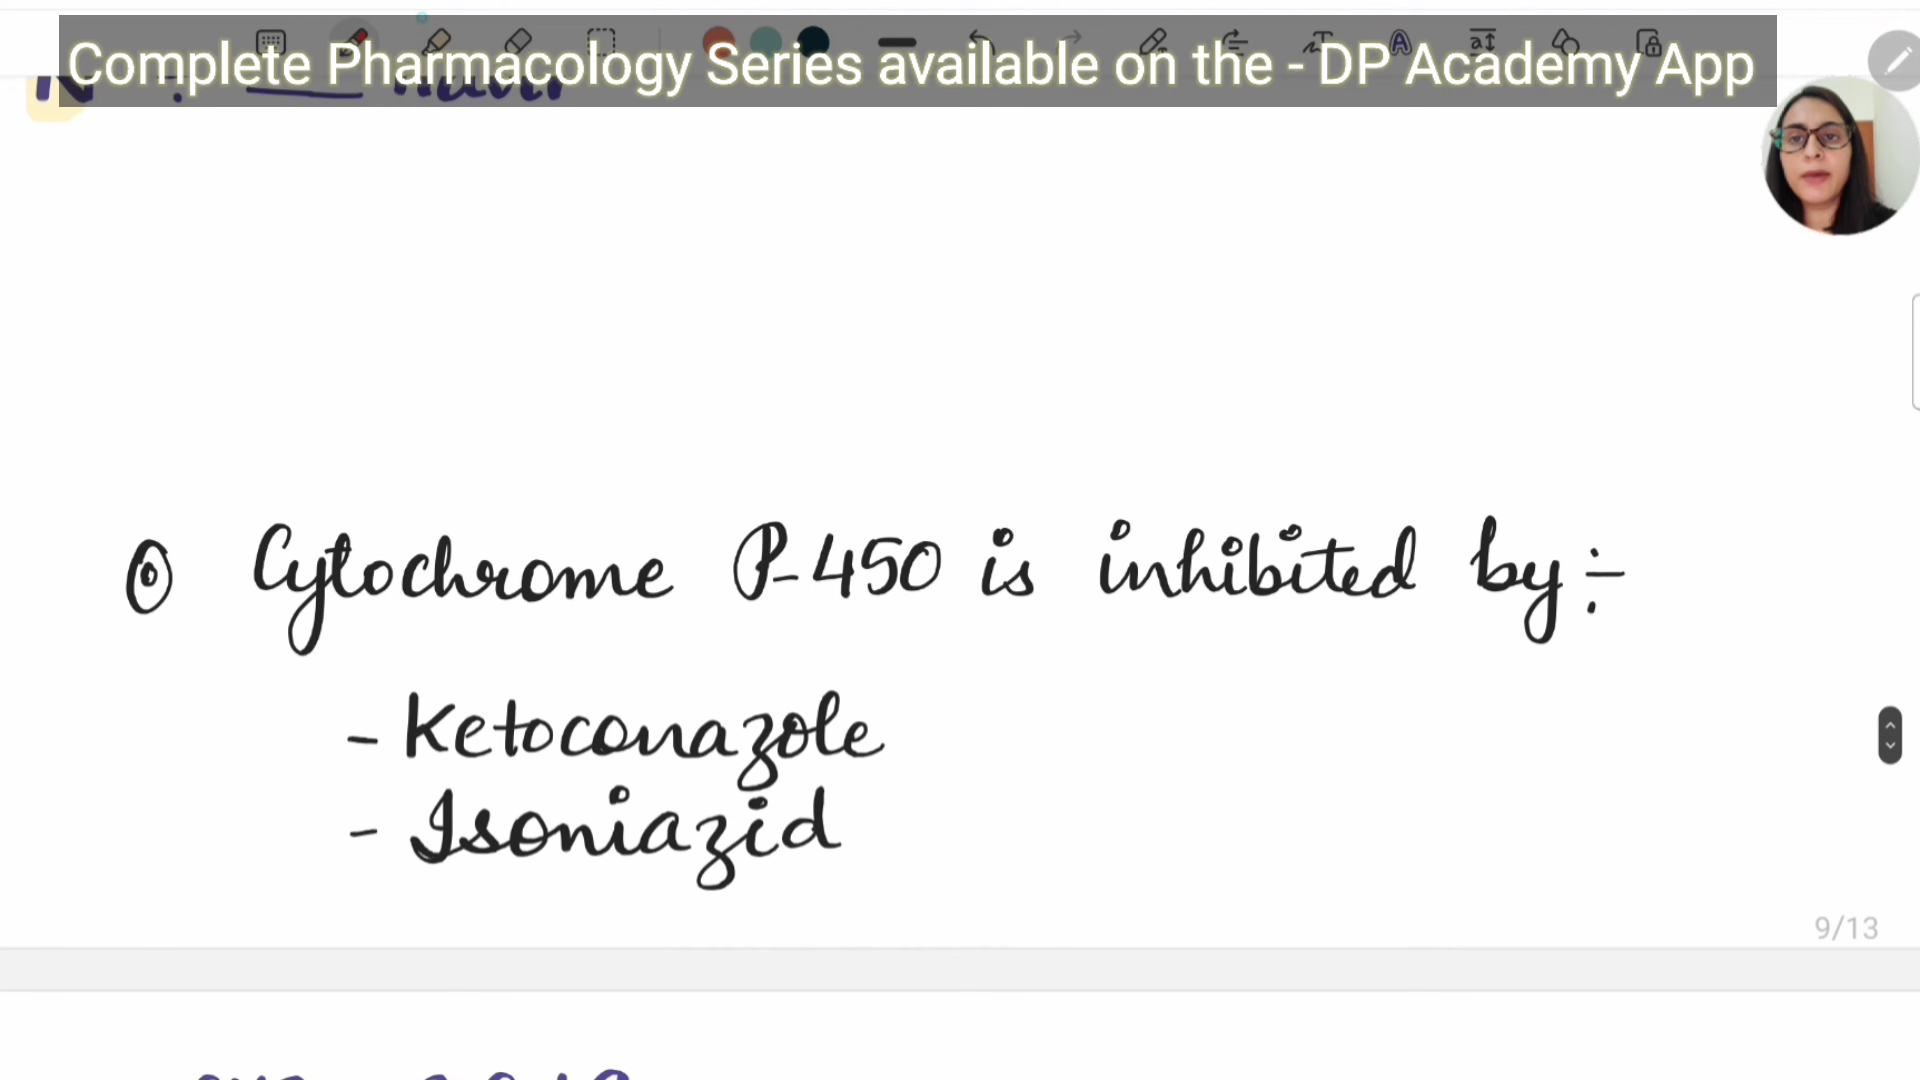 Complete Pharmacology Series available on the - DP Academy App
⦿ Cytochrome P-450 is inhibited by:-
- Ketoconazole
- Isoniazid
9/13